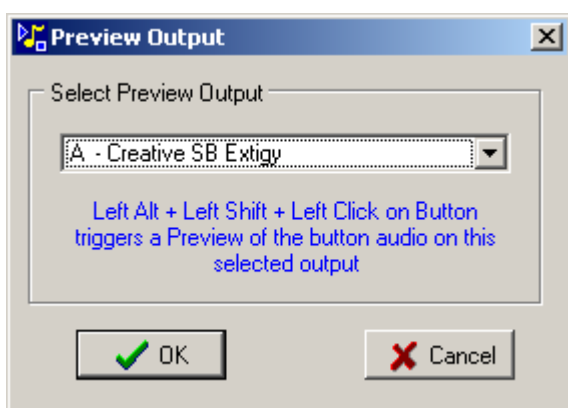 Preview Output
Select Preview Output
A - Creative SB Extigy
Left Alt + Left Shift + Left Click on Button
triggers a Preview of the button audio on this
selected output
OK
Cancel